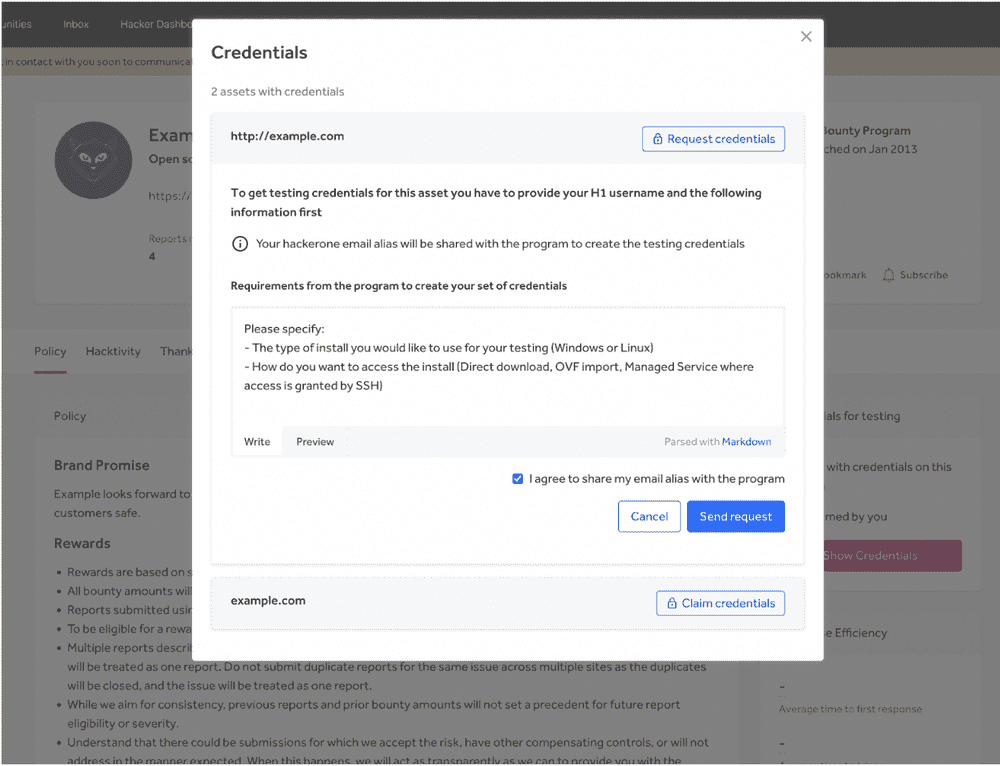 Inbox
Hacker Dashbo
in contact with you soon to communica
Credentials
2 assets with credentials
http://example.com
Request credentials
To get testing credentials for this asset you have to provide your H1 username and the following
information first
Your hackerone email alias will be shared with the program to create the testing credentials
Requirements from the program to create your set of credentials
Please specify:
- The type of install you would like to use for your testing (Windows or Linux)
- How do you want to access the install (Direct download, OVF import, Managed Service where
access is granted by SSH)
Write
Preview
Parsed with Markdown
I agree to share my email alias with the program
Cancel
Send request
example.com
Claim credentials
Exam
Open so
https://
Reports
4
Bounty Program
ched on Jan 2013
ookmark
Subscribe
Policy
Hacktivity
Thank
Policy
Brand Promise
Example looks forward to
customers safe.
Rewards
• Rewards are based on s
• All bounty amounts will
• Reports submitted usin
• To be eligible for a rewa
• Multiple reports descri
will be treated as one report. Do not submit duplicate reports for the same issue across multiple sites as the duplicates
will be closed, and the issue will be treated as one report.
• While we aim for consistency, previous reports and prior bounty amounts will not set a precedent for future report
eligibility or severity.
• Understand that there could be submissions for which we accept the risk, have other compensating controls, or will not
address in the manner expected. When this happens, we will act as transparently as we can to provide you with the
als for testing
with credentials on this
med by you
Show Credentials
e Efficiency
-
Average time to first response
-